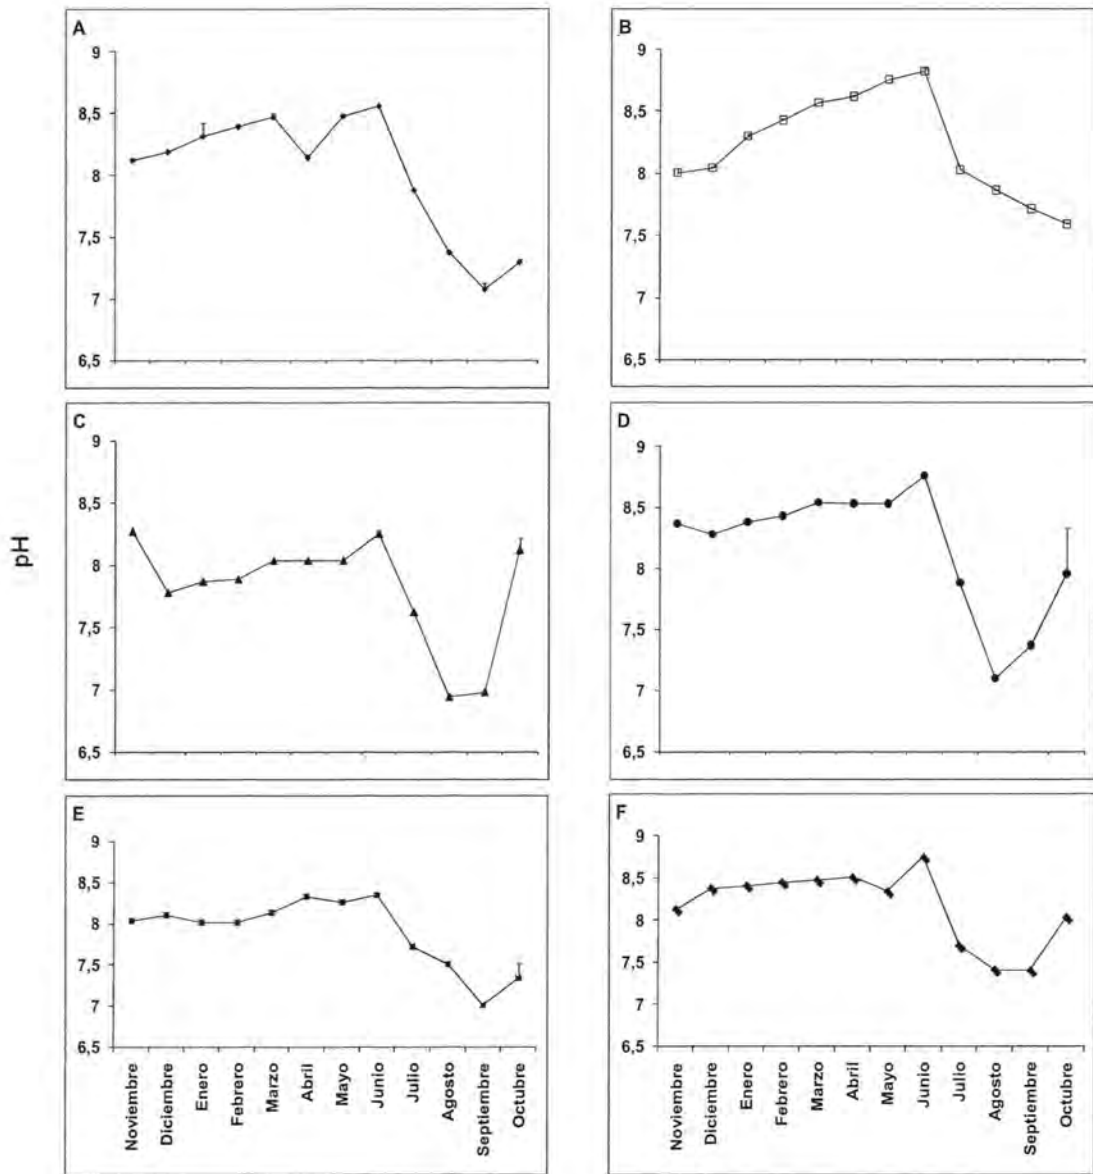 A
9
8,5
8
7,5
7
6,5
B
9
8,5
8
7,5
7
6,5
C
9
8,5
8
7,5
7
6,5
D
9
8,5
8
7,5
7
6,5
pH
E
9
8,5
8
7,5
7
6,5
Noviembre
Diciembre
Enero
Febrero
Marzo
Abril
Mayo
Junio
Julio
Agosto
Septiembre
Octubre
F
9
8,5
8
7,5
7
6,5
Noviembre
Diciembre
Enero
Febrero
Marzo
Abril
Mayo
Junio
Julio
Agosto
Septiembre
Octubre